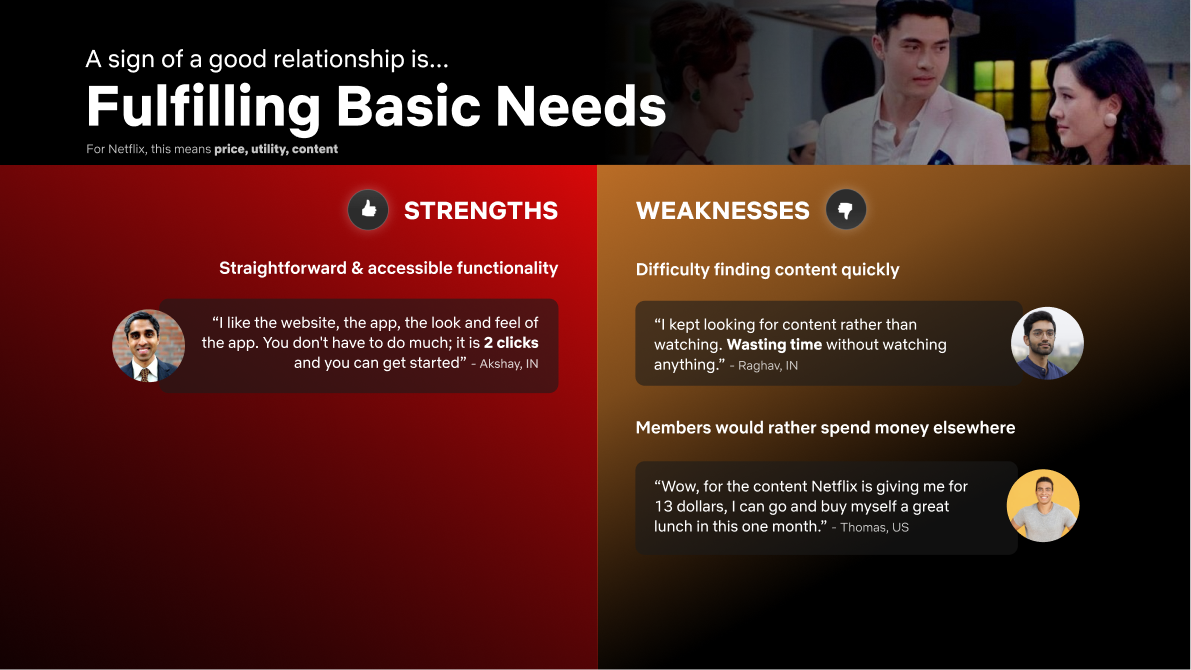 A sign of a good relationship is...
Fulfilling Basic Needs
For Netflix, this means price, utility, content
STRENGTHS
Straightforward & accessible functionality
“I like the website, the app, the look and feel of
the app. You don't have to do much; it is 2 clicks
and you can get started” - Akshay, IN
WEAKNESSES
Difficulty finding content quickly
“I kept looking for content rather than
watching. Wasting time without watching
anything.” - Raghav, IN
Members would rather spend money elsewhere
“Wow, for the content Netflix is giving me for
13 dollars, I can go and buy myself a great
lunch in this one month.” - Thomas, US